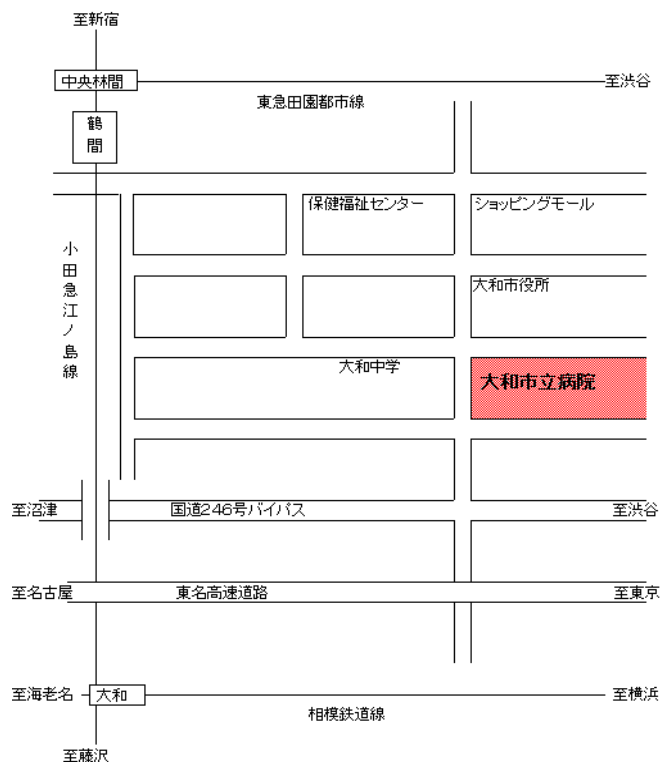 至新宿
中央林間
至渋谷
東急田園都市線
鶴間
保健福祉センター
ショッピングモール
小田急江ノ島線
大和市役所
大和中学
大和市立病院
至沼津
国道246号バイパス
至渋谷
至名古屋
東名高速道路
至東京
至海老名
大和
至横浜
相模鉄道線
至藤沢